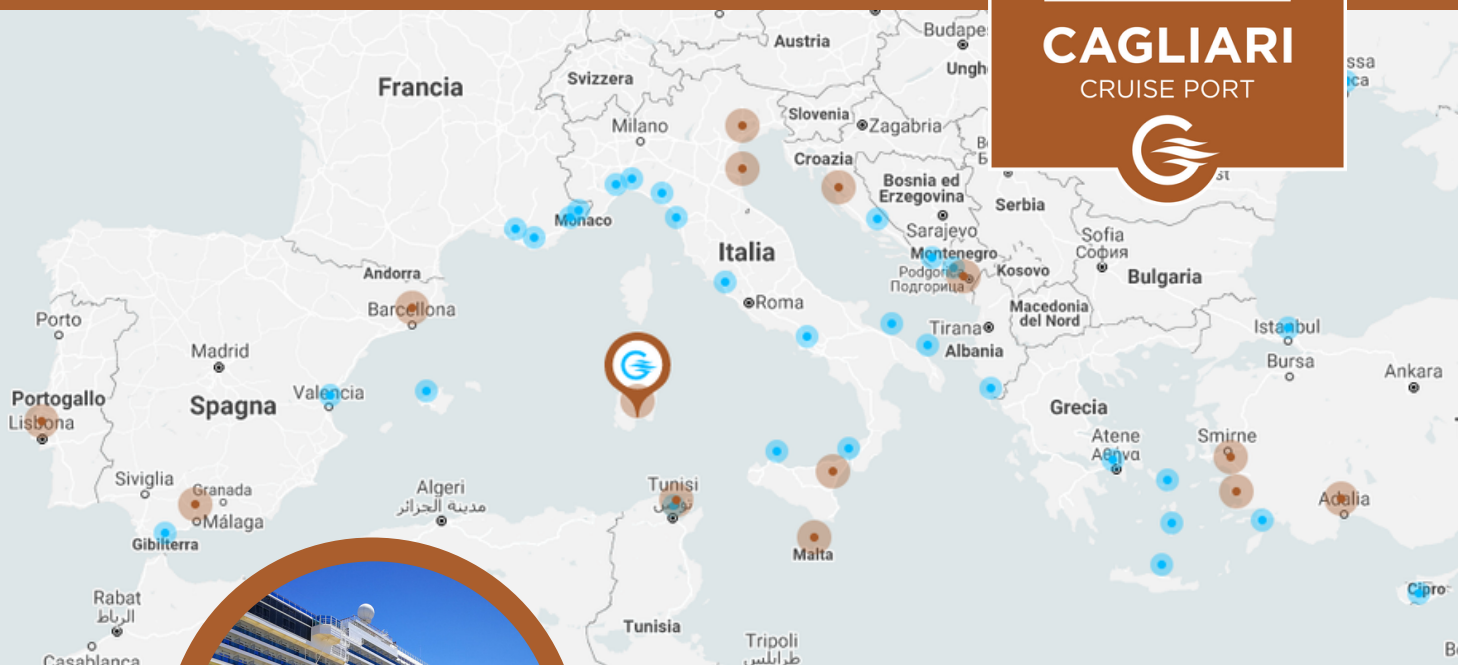 CAGLIARI
CRUISE PORT
Austria
Svizzera
Francia
Milano
Slovenia
Zagabria
Croazia
Bosnia ed
Erzegovina
Serbia
Sarajevo
Monaco
Italia
Sofia
София
Montenegro
Podgorica
Подгорица
Kosovo
Bulgaria
Andorra
Barcellona
Roma
Macedonia
del Nord
Porto
Tirana
Albania
Istanbul
Bursa
Madrid
Ankara
Portogallo
Lisbona
Spagna
Valencia
Grecia
Atene
Αθήνα
Smirne
Siviglia
Granada
Málaga
Gibilterra
Algeri
مدينة الجزائر
Tunisi
تونس
Adalia
Malta
Cipro
Rabat
الرباط
Tunisia
Tripoli
طرابلس
Casablanca